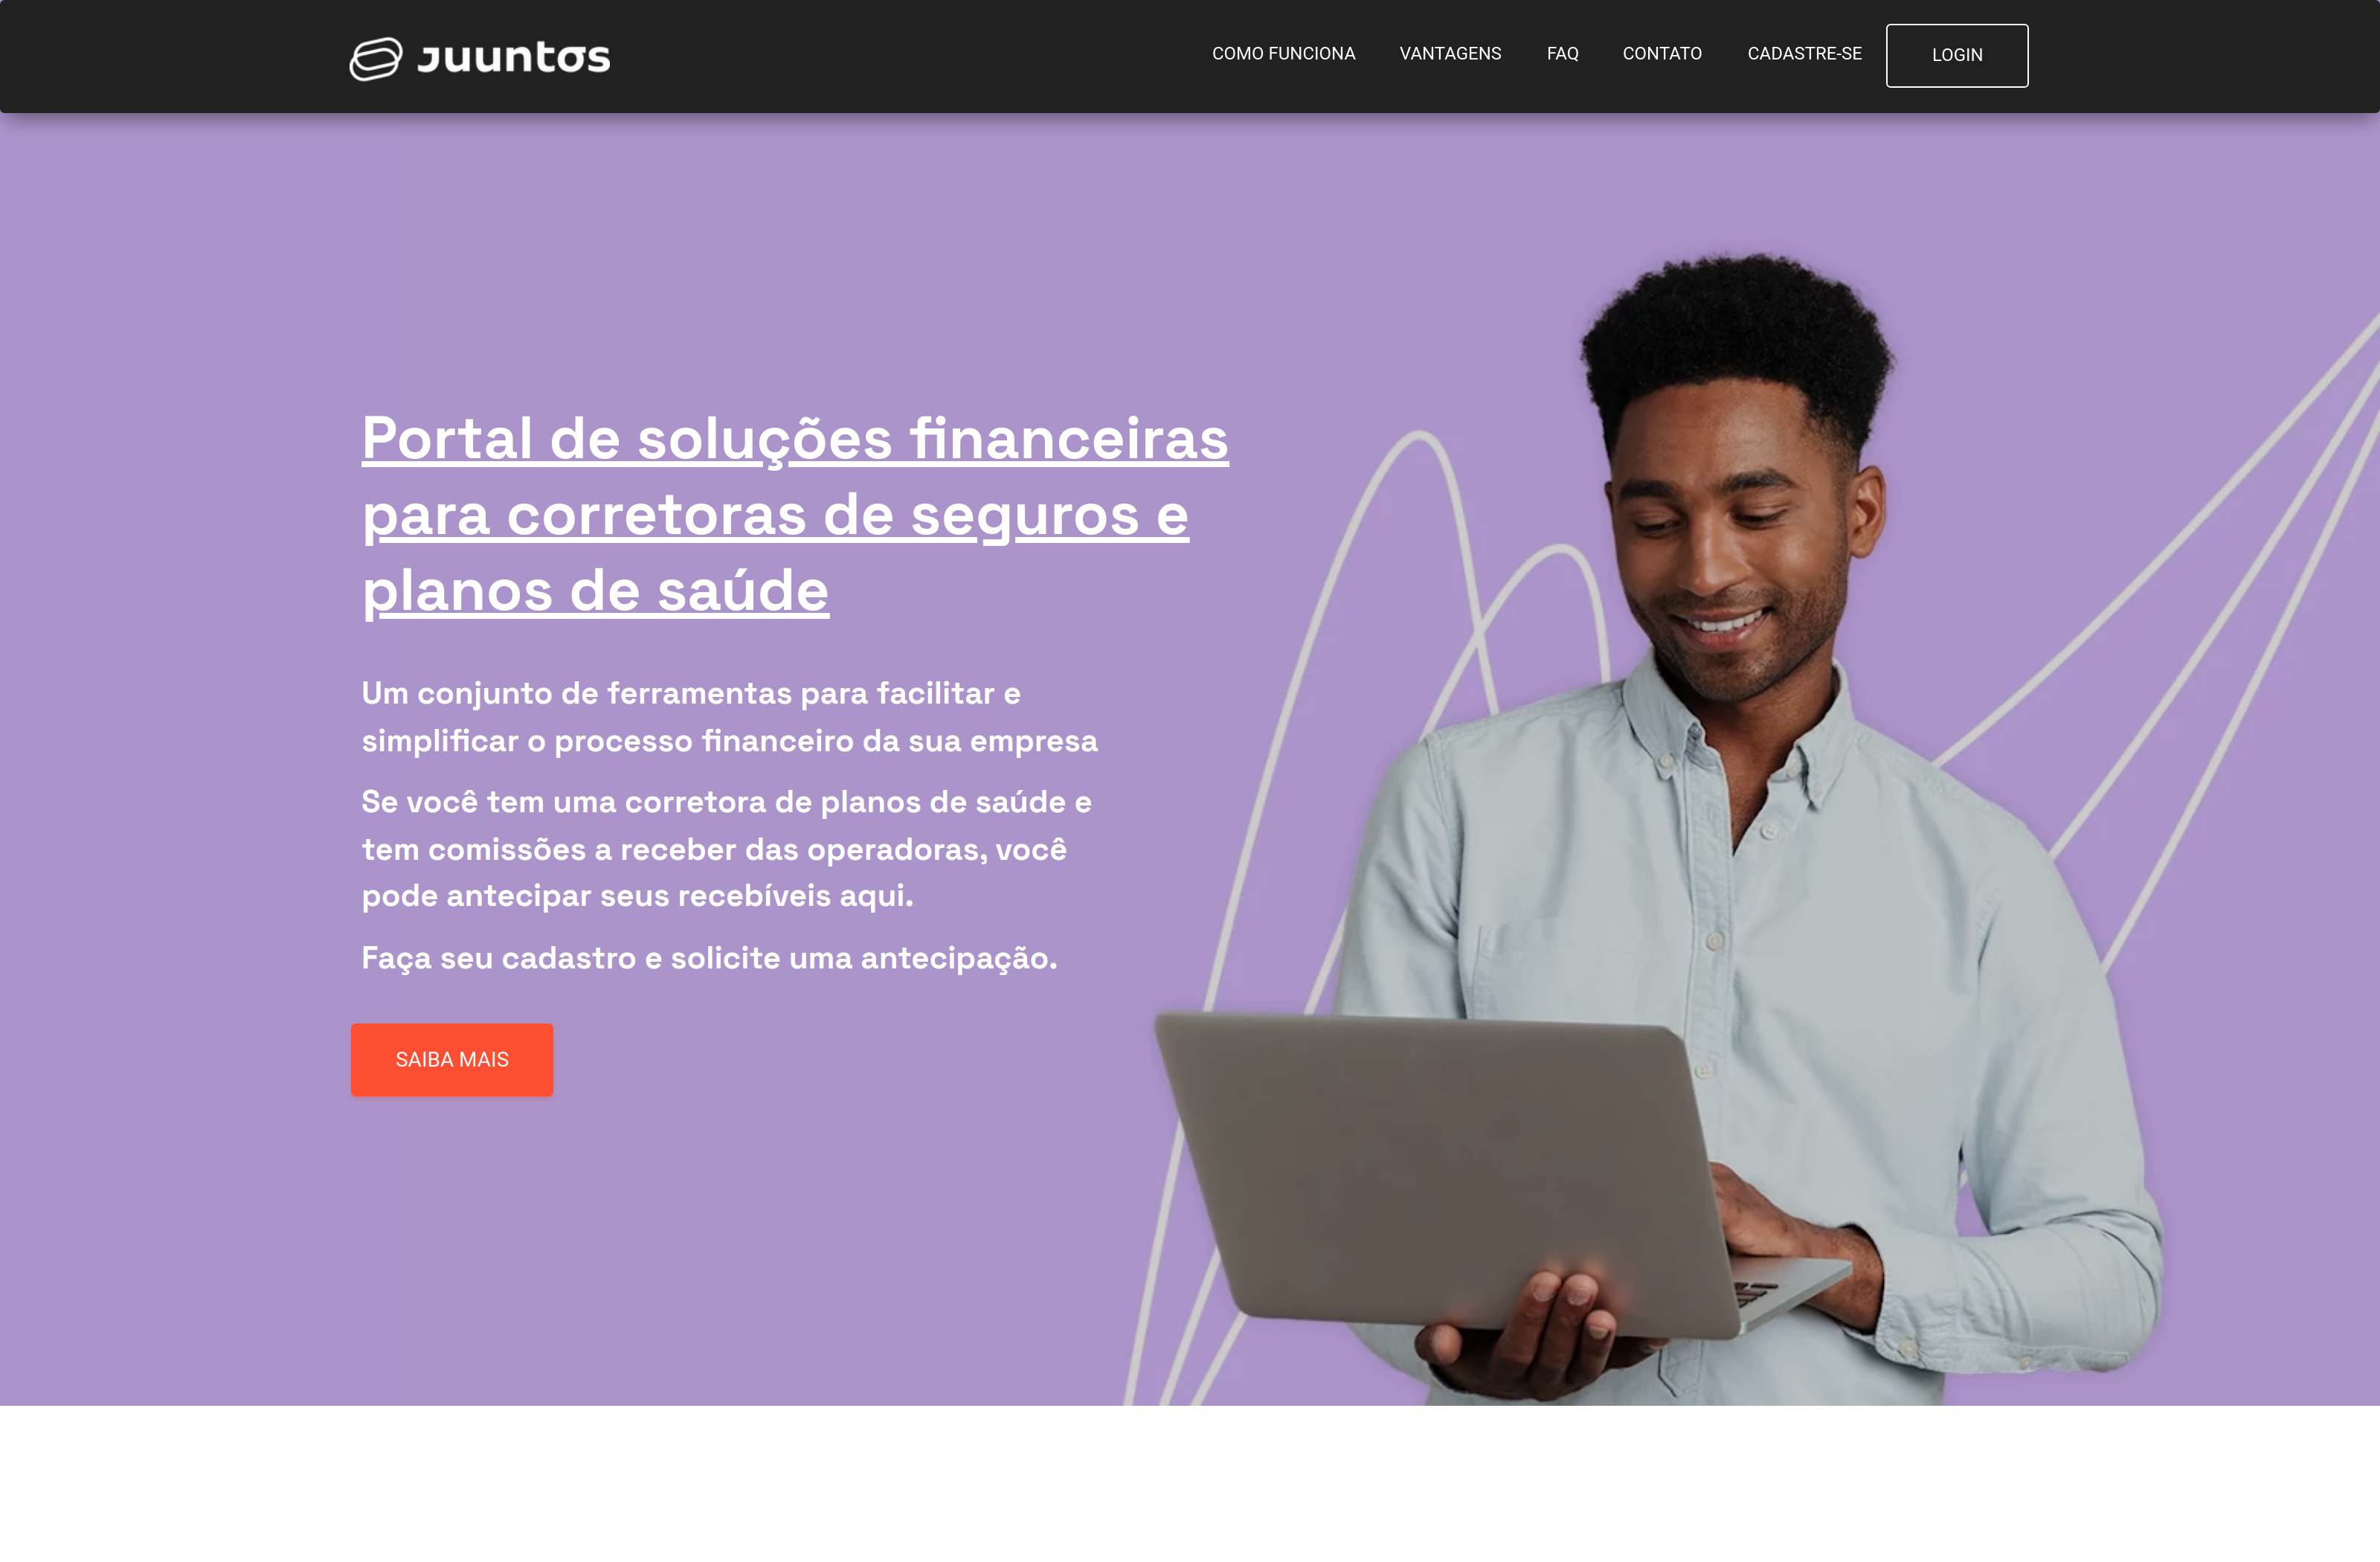 Juuntos
COMO FUNCIONA
VANTAGENS
FAQ
CONTATO
CADASTRE-SE
LOGIN
Portal de soluções financeiras
para corretoras de seguros e
planos de saúde
Um conjunto de ferramentas para facilitar e
simplificar o processo financeiro da sua empresa
Se você tem uma corretora de planos de saúde e
tem comissões a receber das operadoras, você
pode antecipar seus recebíveis aqui.
Faça seu cadastro e solicite uma antecipação.
SAIBA MAIS